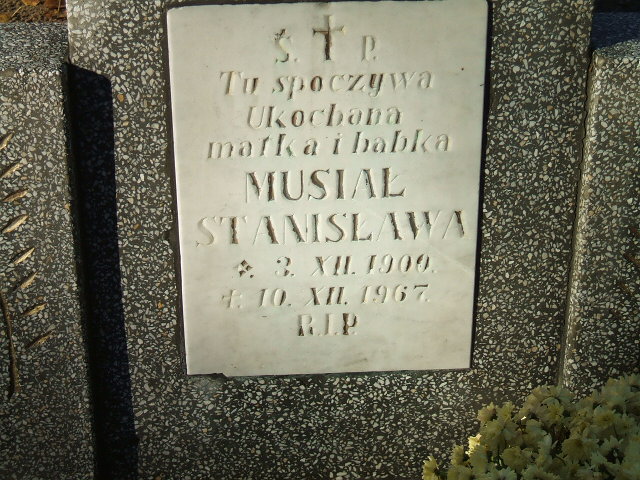 Ś. P.
Tu spoczywa
Ukochana
matka i babka
MUSIAŁ
STANISŁAWA
*. 3. XII. 1900.
†. 10. XII. 1967.
R.I.P.